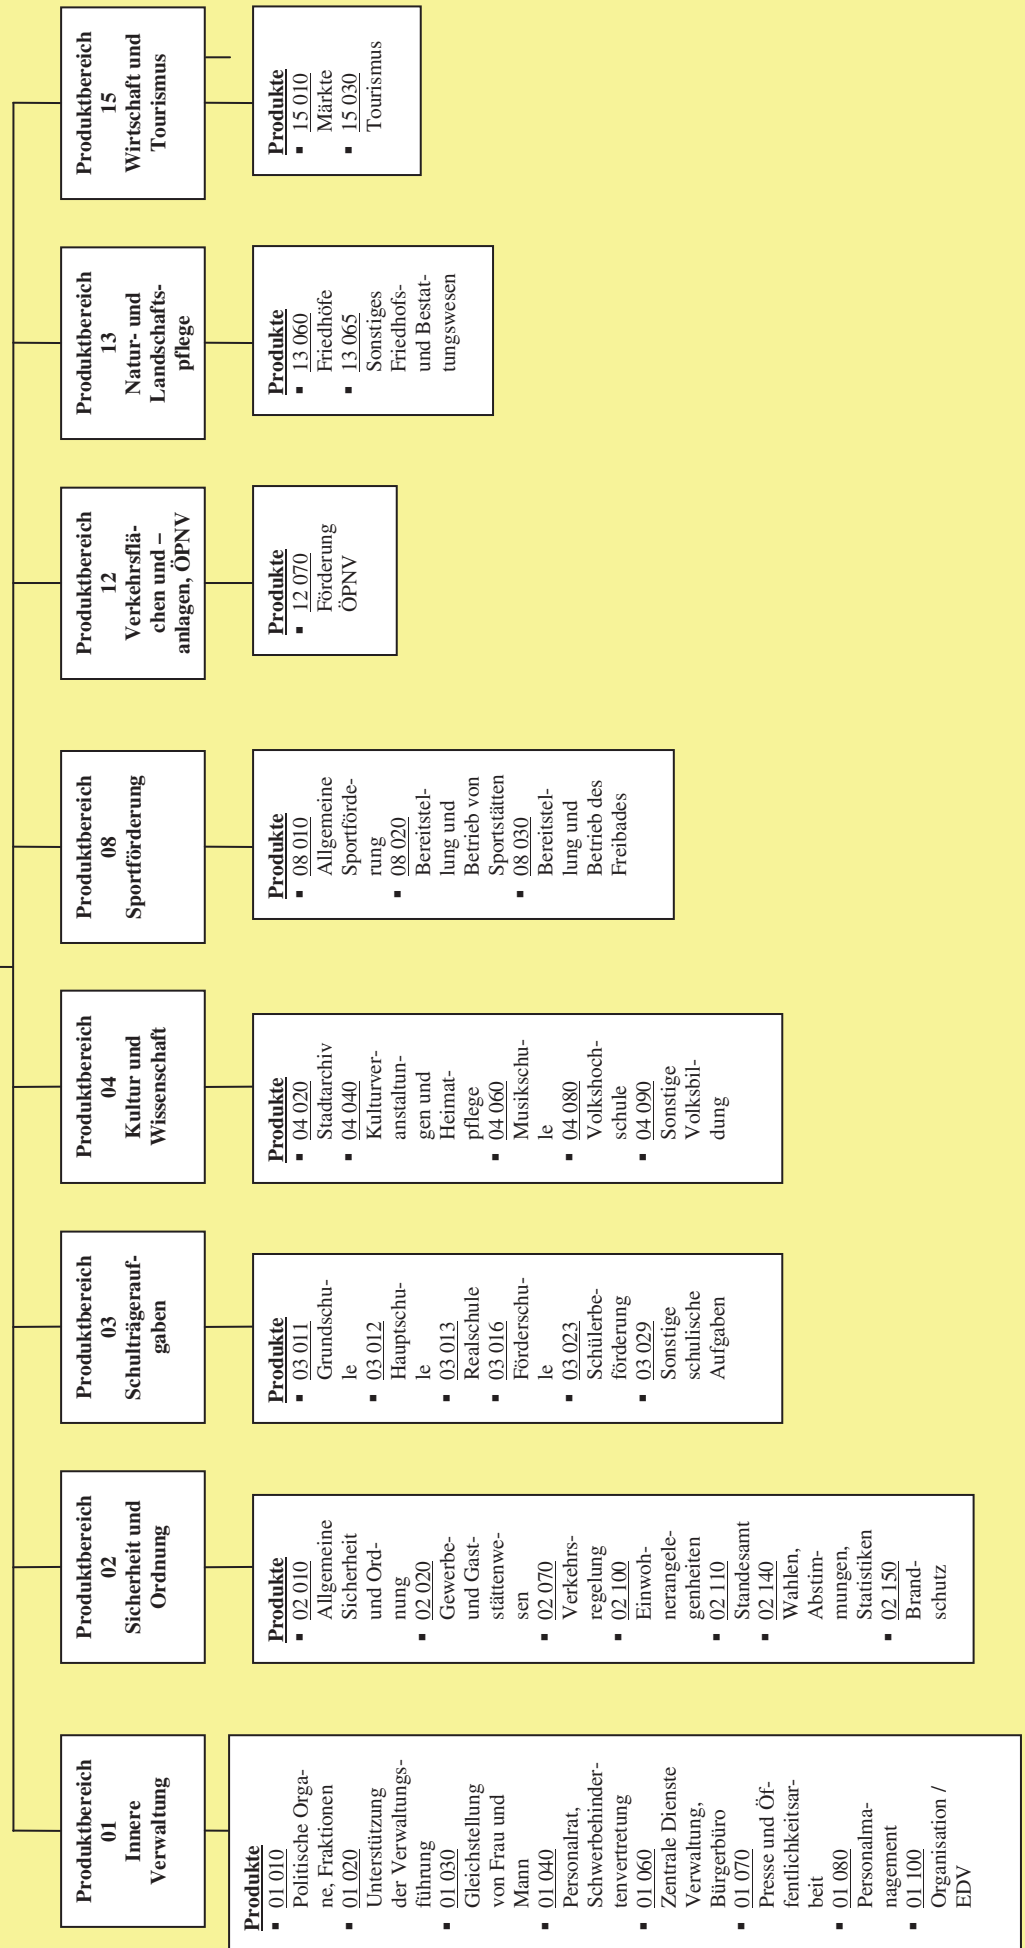 Produktbereich
01
Innere
Verwaltung
Produkte
▪ 01 010
Politische Orga-
ne, Fraktionen
▪ 01 020
Unterstützung
der Verwaltungs-
führung
▪ 01 030
Gleichstellung
von Frau und
Mann
▪ 01 040
Personalrat,
Schwerbehinder-
tenvertretung
▪ 01 060
Zentrale Dienste
Verwaltung,
Bürgerbüro
▪ 01 070
Presse und Öf-
fentlichkeitsar-
beit
▪ 01 080
Personalma-
nagement
▪ 01 100
Organisation /
EDV
Produktbereich
02
Sicherheit und
Ordnung
Produkte
▪ 02 010
Allgemeine
Sicherheit
und Ord-
nung
▪ 02 020
Gewerbe-
und Gast-
stättenwe-
sen
▪ 02 070
Verkehrs-
regelung
▪ 02 100
Einwoh-
nerangele-
genheiten
▪ 02 110
Standesamt
▪ 02 140
Wahlen,
Abstim-
mungen,
Statistiken
▪ 02 150
Brand-
schutz
Produktbereich
03
Schulträgerauf-
gaben
Produkte
▪ 03 011
Grundschu-
le
▪ 03 012
Hauptschu-
le
▪ 03 013
Realschule
▪ 03 016
Förderschu-
le
▪ 03 023
Schülerbe-
förderung
▪ 03 029
Sonstige
schulische
Aufgaben
Produktbereich
04
Kultur und
Wissenschaft
Produkte
▪ 04 020
Stadtarchiv
▪ 04 040
Kulturver-
anstaltun-
gen und
Heimat-
pflege
▪ 04 060
Musikschu-
le
▪ 04 080
Volkshoch-
schule
▪ 04 090
Sonstige
Volksbil-
dung
Produktbereich
08
Sportförderung
Produkte
▪ 08 010
Allgemeine
Sportförde-
rung
▪ 08 020
Bereitstel-
lung und
Betrieb von
Sportstätten
▪ 08 030
Bereitstel-
lung und
Betrieb des
Freibades
Produktbereich
12
Verkehrsflä-
chen und –
anlagen, ÖPNV
Produkte
▪ 12 070
Förderung
ÖPNV
Produktbereich
13
Natur- und
Landschafts-
pflege
Produkte
▪ 13 060
Friedhöfe
▪ 13 065
Sonstiges
Friedhofs-
und Bestat-
tungswesen
Produktbereich
15
Wirtschaft und
Tourismus
Produkte
▪ 15 010
Märkte
▪ 15 030
Tourismus